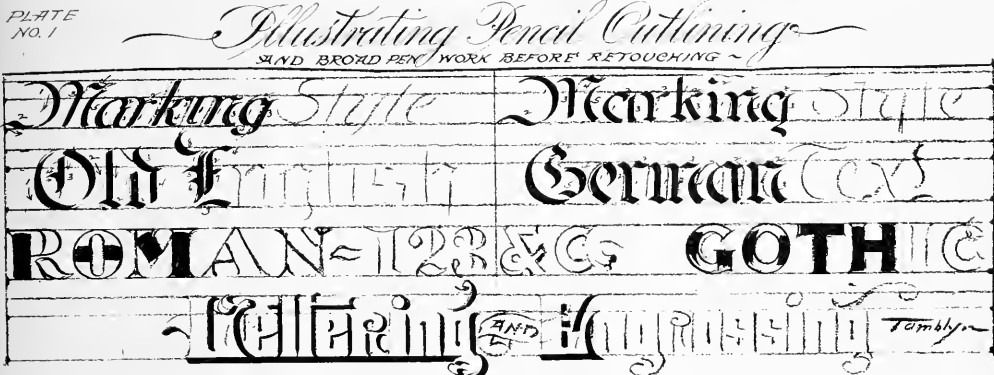 PLATE
NO. 1
Illustrating Pencil Outlining
AND BROAD PEN WORK BEFORE RETOUCHING ~
Marking Style Marking Style
Old English German Text
ROMAN ~ 123 & C GOTHIC
Lettering AND Engrossing Tamblyn